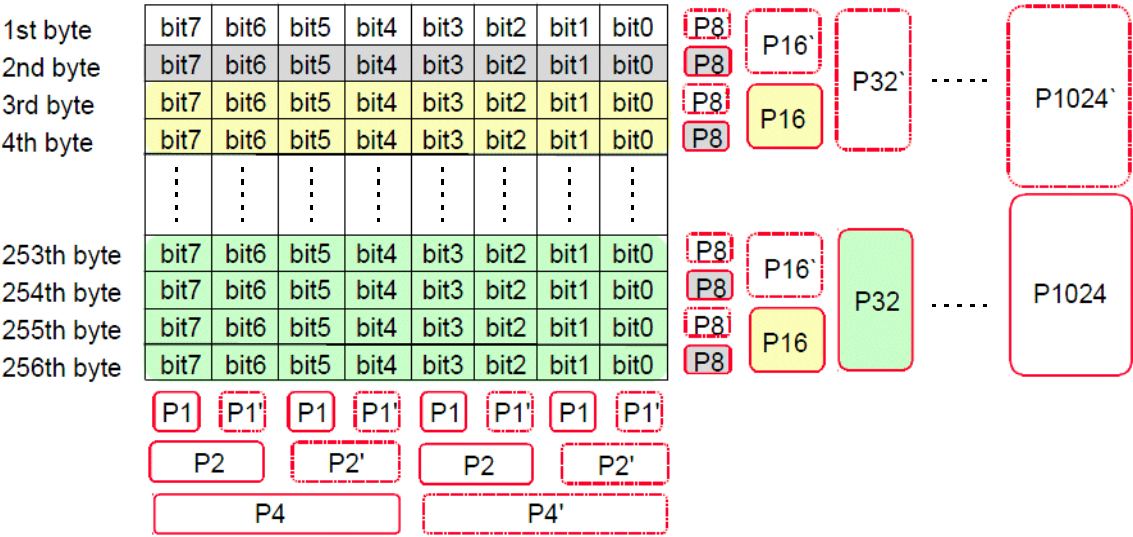 1st byte bit7 bit6 bit5 bit4 bit3 bit2 bit1 bit0 P8' P16` P32` P1024`
2nd byte bit7 bit6 bit5 bit4 bit3 bit2 bit1 bit0 P8
3rd byte bit7 bit6 bit5 bit4 bit3 bit2 bit1 bit0 P8' P16
4th byte bit7 bit6 bit5 bit4 bit3 bit2 bit1 bit0 P8
253th byte bit7 bit6 bit5 bit4 bit3 bit2 bit1 bit0 P8' P16` P32 P1024
254th byte bit7 bit6 bit5 bit4 bit3 bit2 bit1 bit0 P8
255th byte bit7 bit6 bit5 bit4 bit3 bit2 bit1 bit0 P8' P16
256th byte bit7 bit6 bit5 bit4 bit3 bit2 bit1 bit0 P8
P1 P1' P1 P1' P1 P1' P1 P1'
P2 P2' P2 P2'
P4 P4'